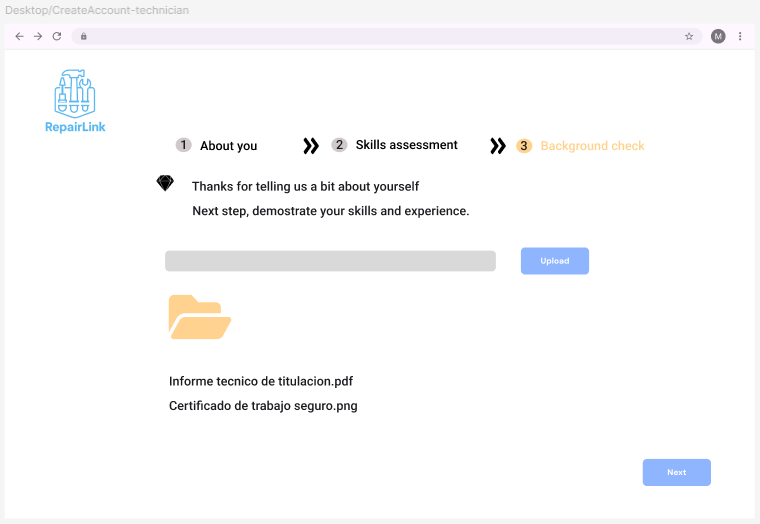 Desktop/CreateAccount-technician
M
RepairLink
1 About you
2 Skills assessment
3 Background check
Thanks for telling us a bit about yourself
Next step, demostrate your skills and experience.
Upload
Informe tecnico de titulacion.pdf
Certificado de trabajo seguro.png
Next